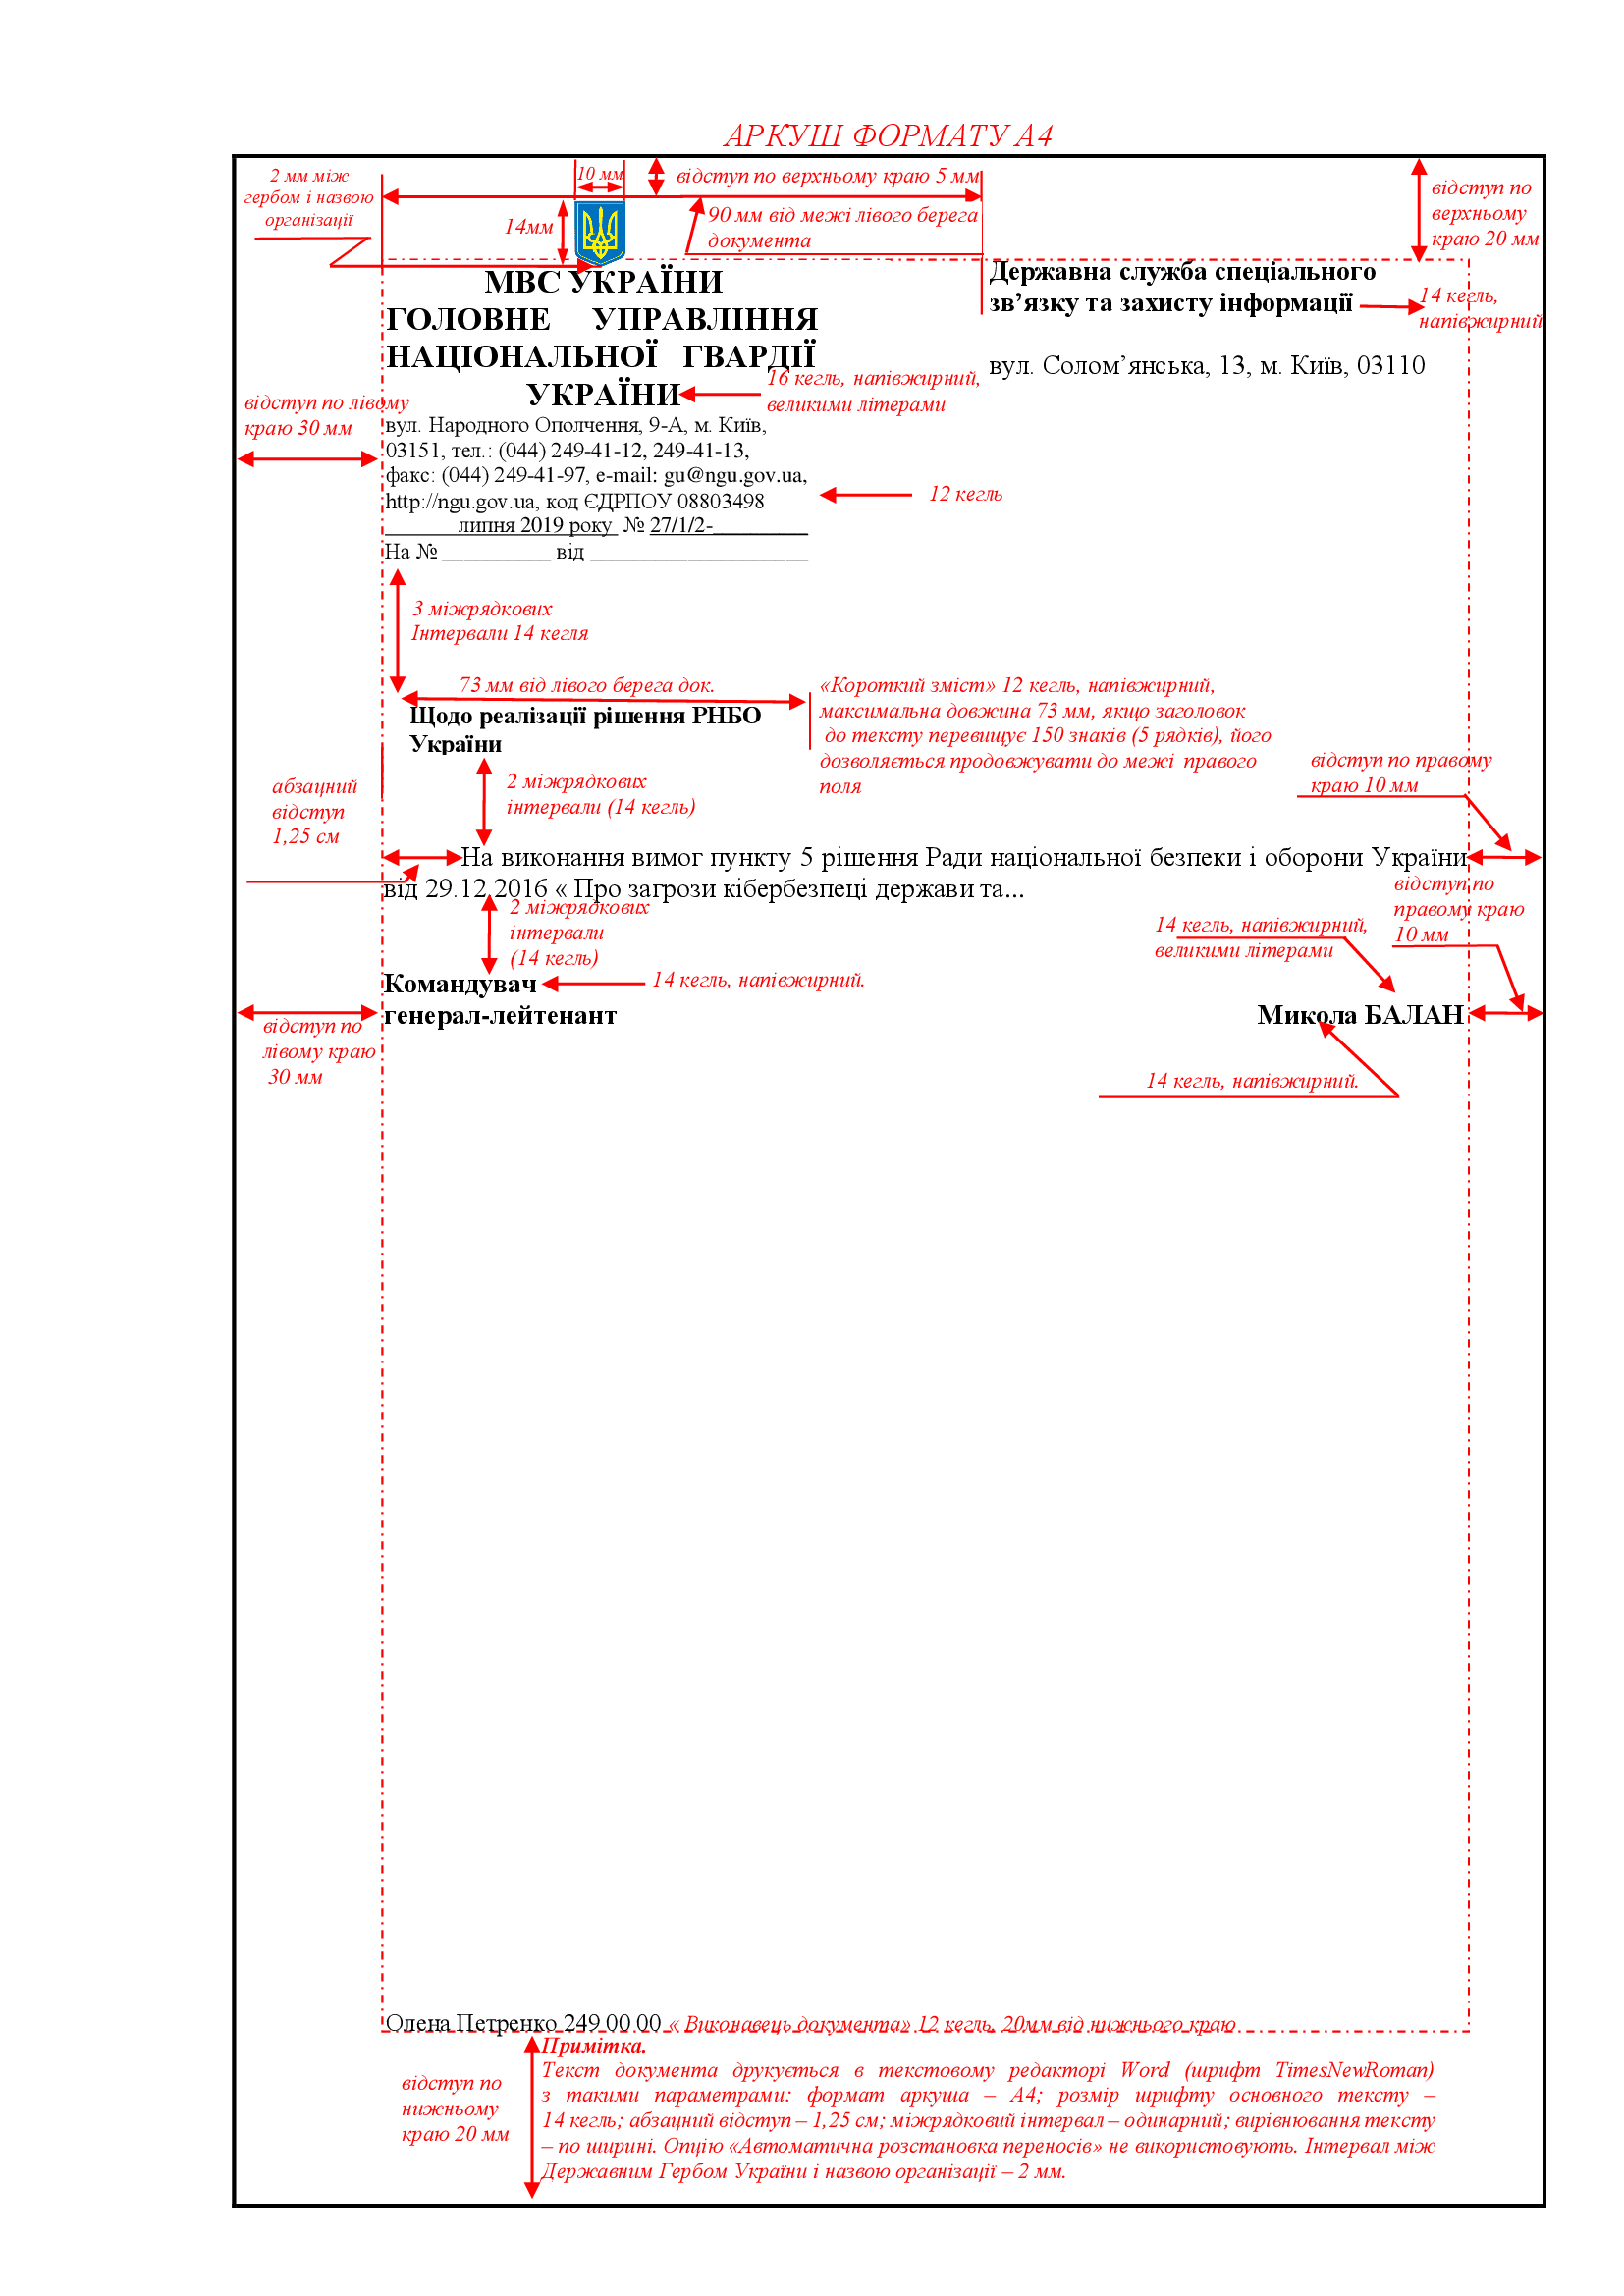 АРКУШ ФОРМАТУ А4
2 мм між
гербом і назвою
організації
10 мм
14мм
відступ по верхньому краю 5 мм
90 мм від межі лівого берега
документа
відступ по
верхньому
краю 20 мм
МВС УКРАЇНИ
ГОЛОВНЕ УПРАВЛІННЯ
НАЦІОНАЛЬНОЇ ГВАРДІЇ
УКРАЇНИ
16 кегль, напівжирний,
великими літерами
Державна служба спеціального
зв’язку та захисту інформації
14 кегль,
напівжирний
вул. Солом’янська, 13, м. Київ, 03110
відступ по лівому
краю 30 мм
вул. Народного Ополчення, 9-А, м. Київ,
03151, тел.: (044) 249-41-12, 249-41-13,
факс: (044) 249-41-97, e-mail: gu@ngu.gov.ua,
http://ngu.gov.ua, код ЄДРПОУ 08803498
12 кегль
липня 2019 року № 27/1/2-_________
На № __________ від ____________________
3 міжрядкових
Інтервали 14 кегля
73 мм від лівого берега док.
Щодо реалізації рішення РНБО
України
«Короткий зміст» 12 кегль, напівжирний,
максимальна довжина 73 мм, якщо заголовок
до тексту перевищує 150 знаків (5 рядків), його
дозволяється продовжувати до межі правого
поля
відступ по правому
краю 10 мм
абзацний
відступ
1,25 см
2 міжрядкових
інтервали (14 кегль)
На виконання вимог пункту 5 рішення Ради національної безпеки і оборони України
від 29.12.2016 « Про загрози кібербезпеці держави та...
2 міжрядкових
інтервали
(14 кегль)
14 кегль, напівжирний,
великими літерами
відступ по
правому краю
10 мм
Командувач
генерал-лейтенант
14 кегль, напівжирний.
Микола БАЛАН
відступ по
лівому краю
30 мм
14 кегль, напівжирний.
Олена Петренко 249 00 00 « Виконавець документа» 12 кегль, 20мм від нижнього краю
відступ по
нижньому
краю 20 мм
Примітка.
Текст документа друкується в текстовому редакторі Word (шрифт TimesNewRoman)
з такими параметрами: формат аркуша – А4; розмір шрифту основного тексту –
14 кегль; абзацний відступ – 1,25 см; міжрядковий інтервал – одинарний; вирівнювання тексту
– по ширині. Опцію «Автоматична розстановка переносів» не використовують. Інтервал між
Державним Гербом України і назвою організації – 2 мм.